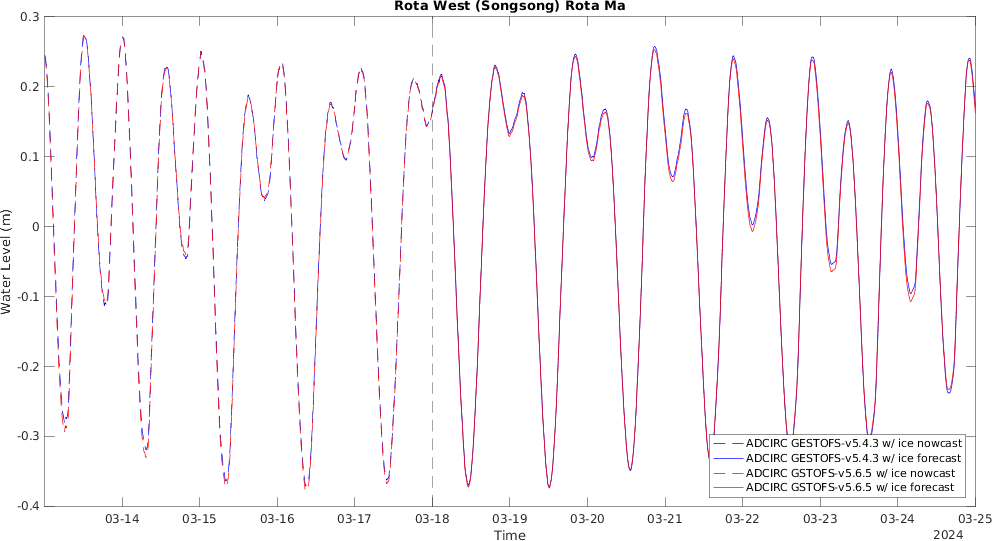 Rota West (Songsong) Rota Ma
Water Level (m)
0.3
0.2
0.1
0
-0.1
-0.2
-0.3
-0.4
ADCIRC GESTOFS-v5.4.3 w/ ice nowcast
ADCIRC GESTOFS-v5.4.3 w/ ice forecast
ADCIRC GSTOFS-v5.6.5 w/ ice nowcast
ADCIRC GSTOFS-v5.6.5 w/ ice forecast
03-14 03-15 03-16 03-17 03-18 03-19 03-20 03-21 03-22 03-23 03-24 03-25
Time
2024